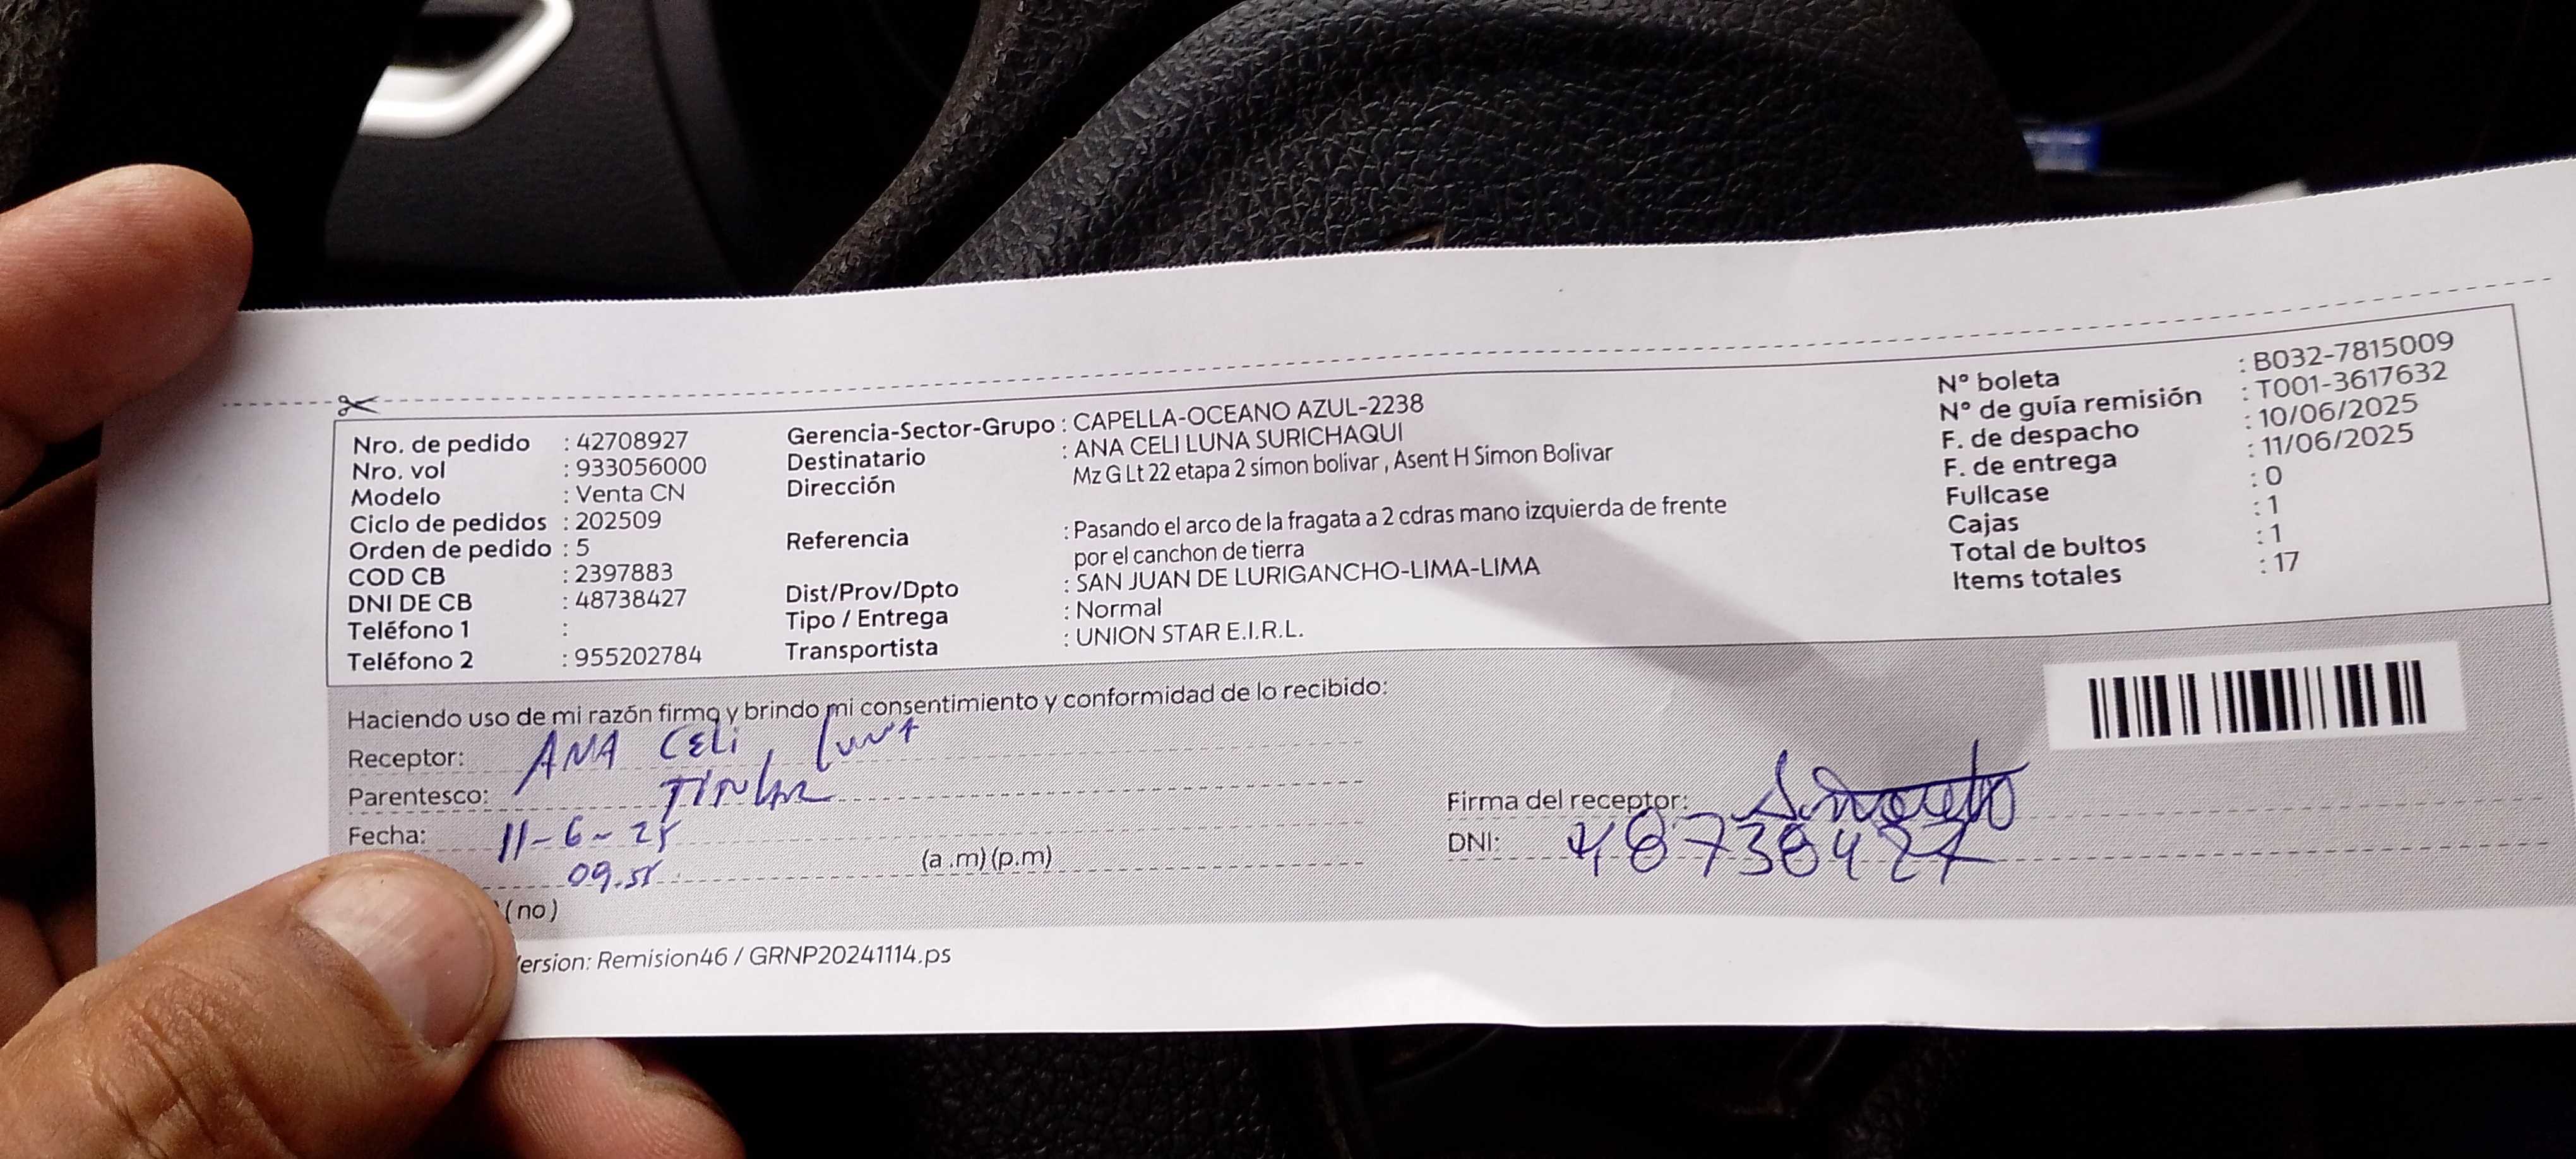 Nro. de pedido : 42708927
Nro. vol : 933056000
Modelo : Venta CN
Ciclo de pedidos : 202509
Orden de pedido : 5
COD CB : 2397883
DNI DE CB : 48738427
Teléfono 1 :
Teléfono 2 : 955202784
Gerencia-Sector-Grupo : CAPELLA-OCEANO AZUL-2238
Destinatario : ANA CELI LUNA SURICHAQUI
Dirección Mz G Lt 22 etapa 2 simon bolivar , Asent H Simon Bolivar
Referencia : Pasando el arco de la fragata a 2 cdras mano izquierda de frente
por el canchon de tierra
Dist/Prov/Dpto : SAN JUAN DE LURIGANCHO-LIMA-LIMA
Tipo / Entrega : Normal
Transportista : UNION STAR E.I.R.L.
N° boleta : B032-7815009
N° de guía remisión : T001-3617632
F. de despacho : 10/06/2025
F. de entrega : 11/06/2025
Fullcase : 0
Cajas : 1
Total de bultos : 1
Items totales : 17
Haciendo uso de mi razón firmo y brindo mi consentimiento y conformidad de lo recibido:
Receptor: ANA CELi, Luna
Parentesco:
Fecha: 11-6-25
(a .m) (p.m)
(no)
Firma del receptor:
DNI: 48738427
ersion: Remision46 / GRNP20241114.ps